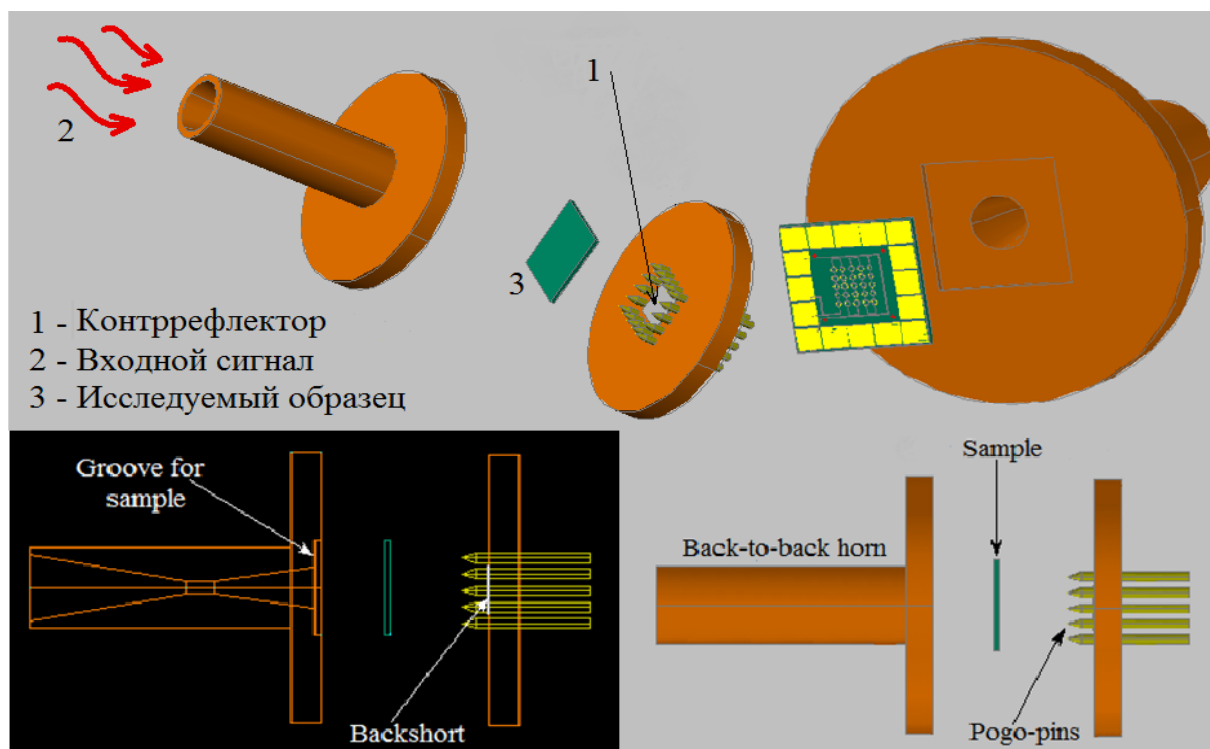 1
2
3
1 - Контррефлектор
2 - Входной сигнал
3 - Исследуемый образец
Groove for
sample
Backshort
Sample
Back-to-back horn
Pogo-pins